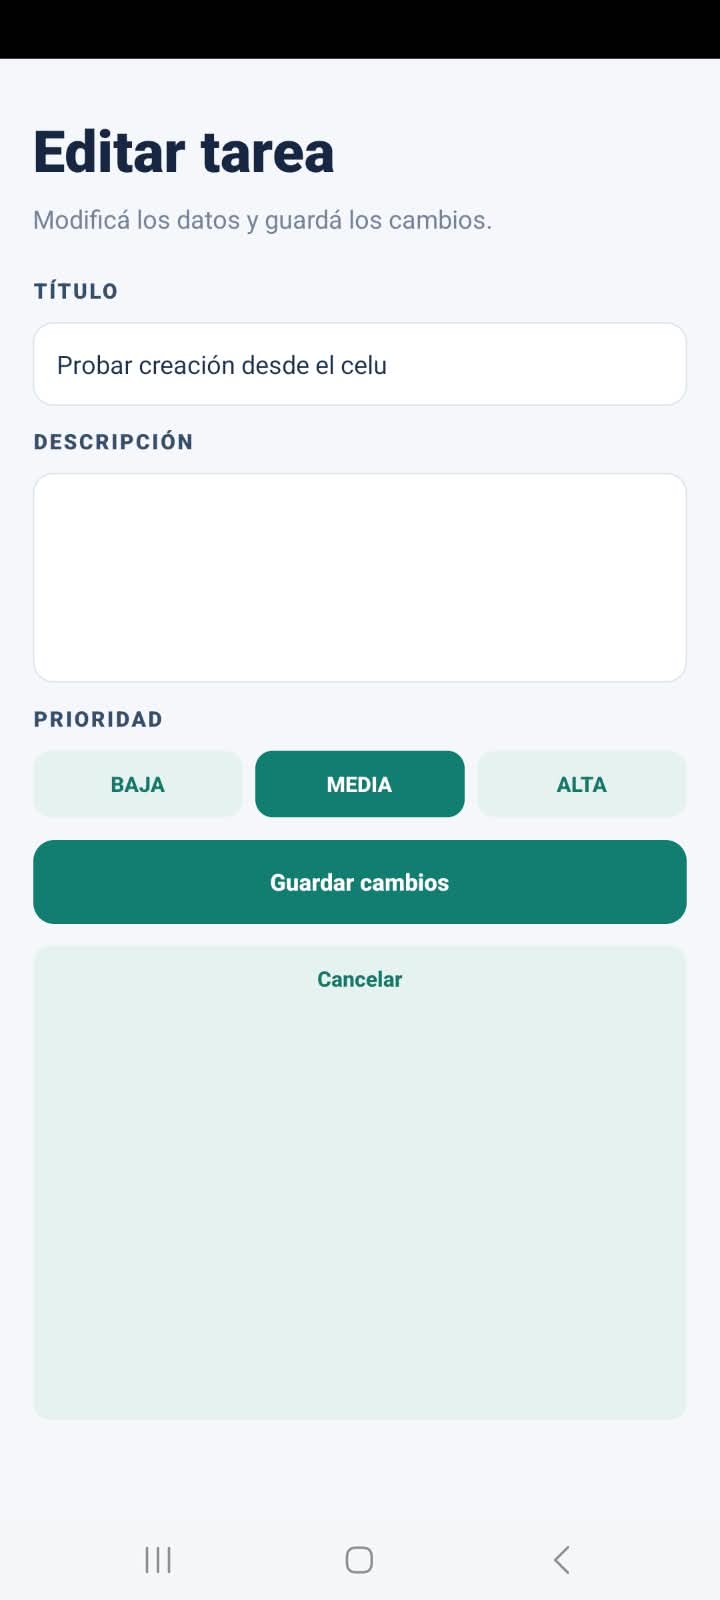 Editar tarea
Modificá los datos y guardá los cambios.
TÍTULO
Probar creación desde el celu
DESCRIPCIÓN
PRIORIDAD
BAJA MEDIA ALTA
Guardar cambios
Cancelar